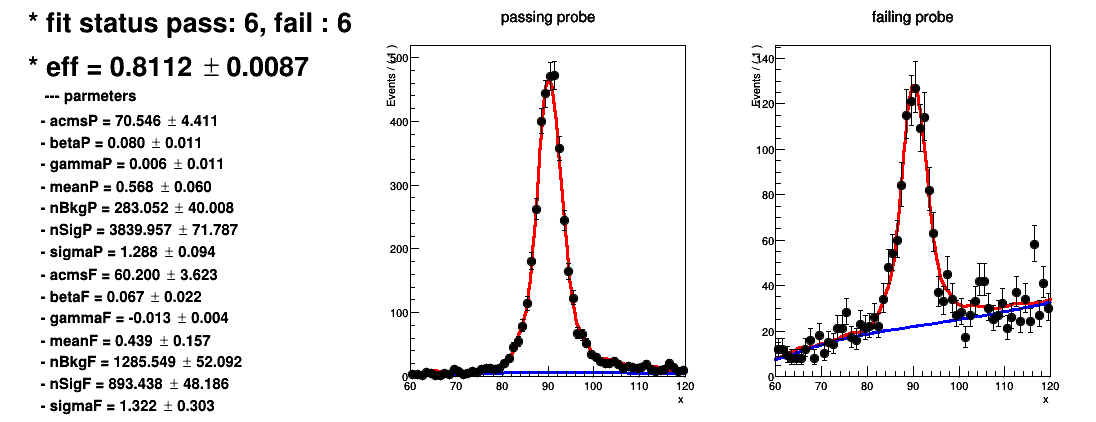 * fit status pass: 6, fail : 6
* eff = 0.8112 ± 0.0087
--- parmeters
- acmsP = 70.546 ± 4.411
- betaP = 0.080 ± 0.011
- gammaP = 0.006 ± 0.011
- meanP = 0.568 ± 0.060
- nBkgP = 283.052 ± 40.008
- nSigP = 3839.957 ± 71.787
- sigmaP = 1.288 ± 0.094
- acmsF = 60.200 ± 3.623
- betaF = 0.067 ± 0.022
- gammaF = -0.013 ± 0.004
- meanF = 0.439 ± 0.157
- nBkgF = 1285.549 ± 52.092
- nSigF = 893.438 ± 48.186
- sigmaF = 1.322 ± 0.303
passing probe
Events / ( 1 )
500
400
300
200
100
0
60 70 80 90 100 110 120
x
failing probe
Events / ( 1 )
140
120
100
80
60
40
20
0
60 70 80 90 100 110 120
x